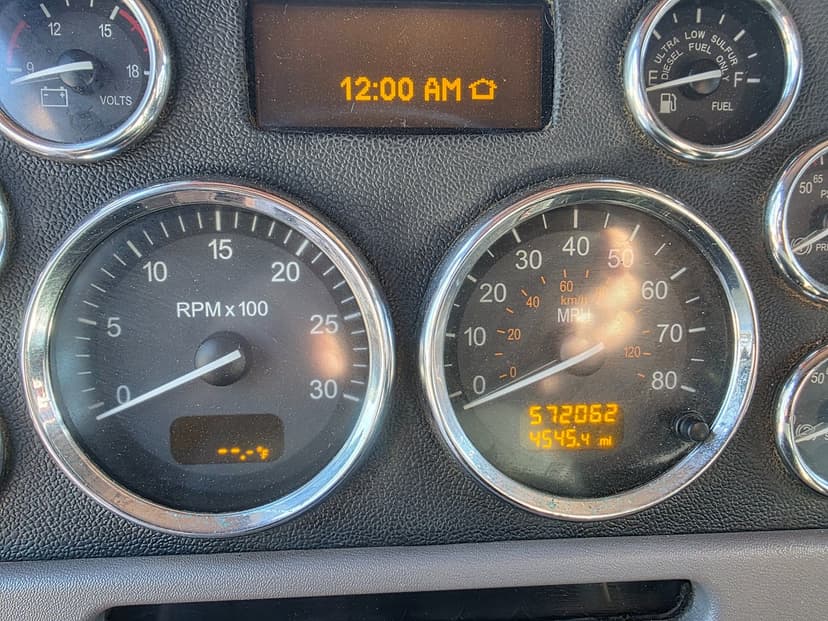 12 15
9 18
VOLTS
12:00 AM
ULTRA LOW SULFUR
DIESEL FUEL ONLY
E F
FUEL
50 65
0 5 10 15 20 25 30
RPM x 100
--.-°F
0 10 20 30 40 50 60 70 80
0 20 40 60 120
km/h
MPH
572062
4545.4 mi
50